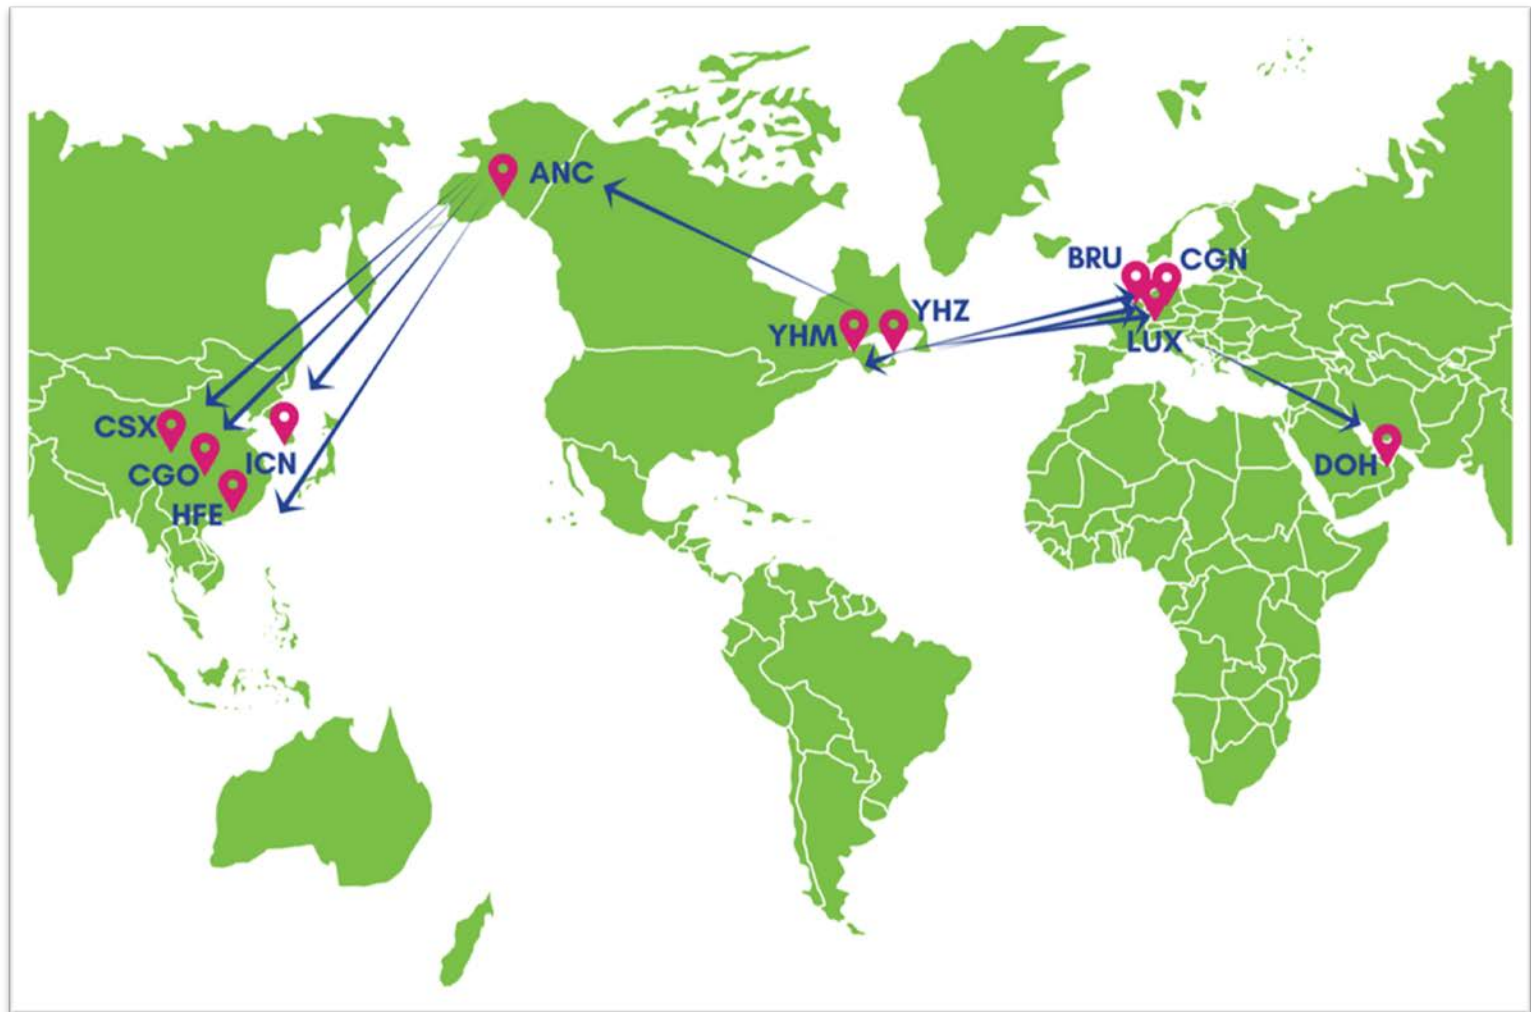 ANC
BRU
CGN
YHZ
YHM
LUX
CSX
CGO
ICN
DOH
HFE